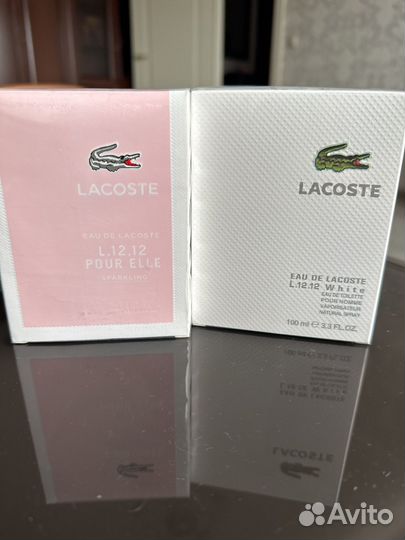 LACOSTE
EAU DE LACOSTE
L.12.12
POUR ELLE
SPARKLING
LACOSTE
EAU DE LACOSTE
L.12.12 White
EAU DE TOILETTE
POUR HOMME
VAPORISATEUR
NATURAL SPRAY
100 ml ℮ 3.3 FL.OZ.
Avito